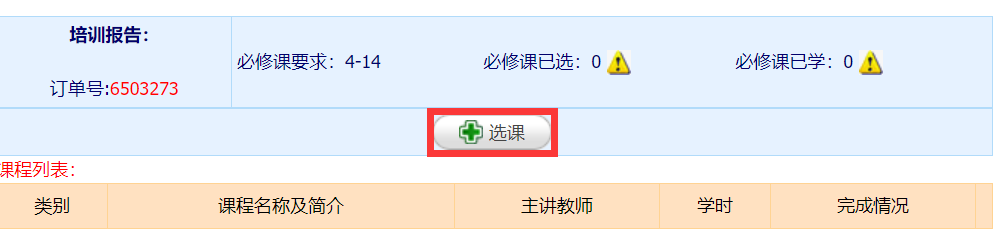 培训报告：
订单号:6503273
必修课要求：4-14
必修课已选：0
必修课已学：0
选课
课程列表：
类别
课程名称及简介
主讲教师
学时
完成情况